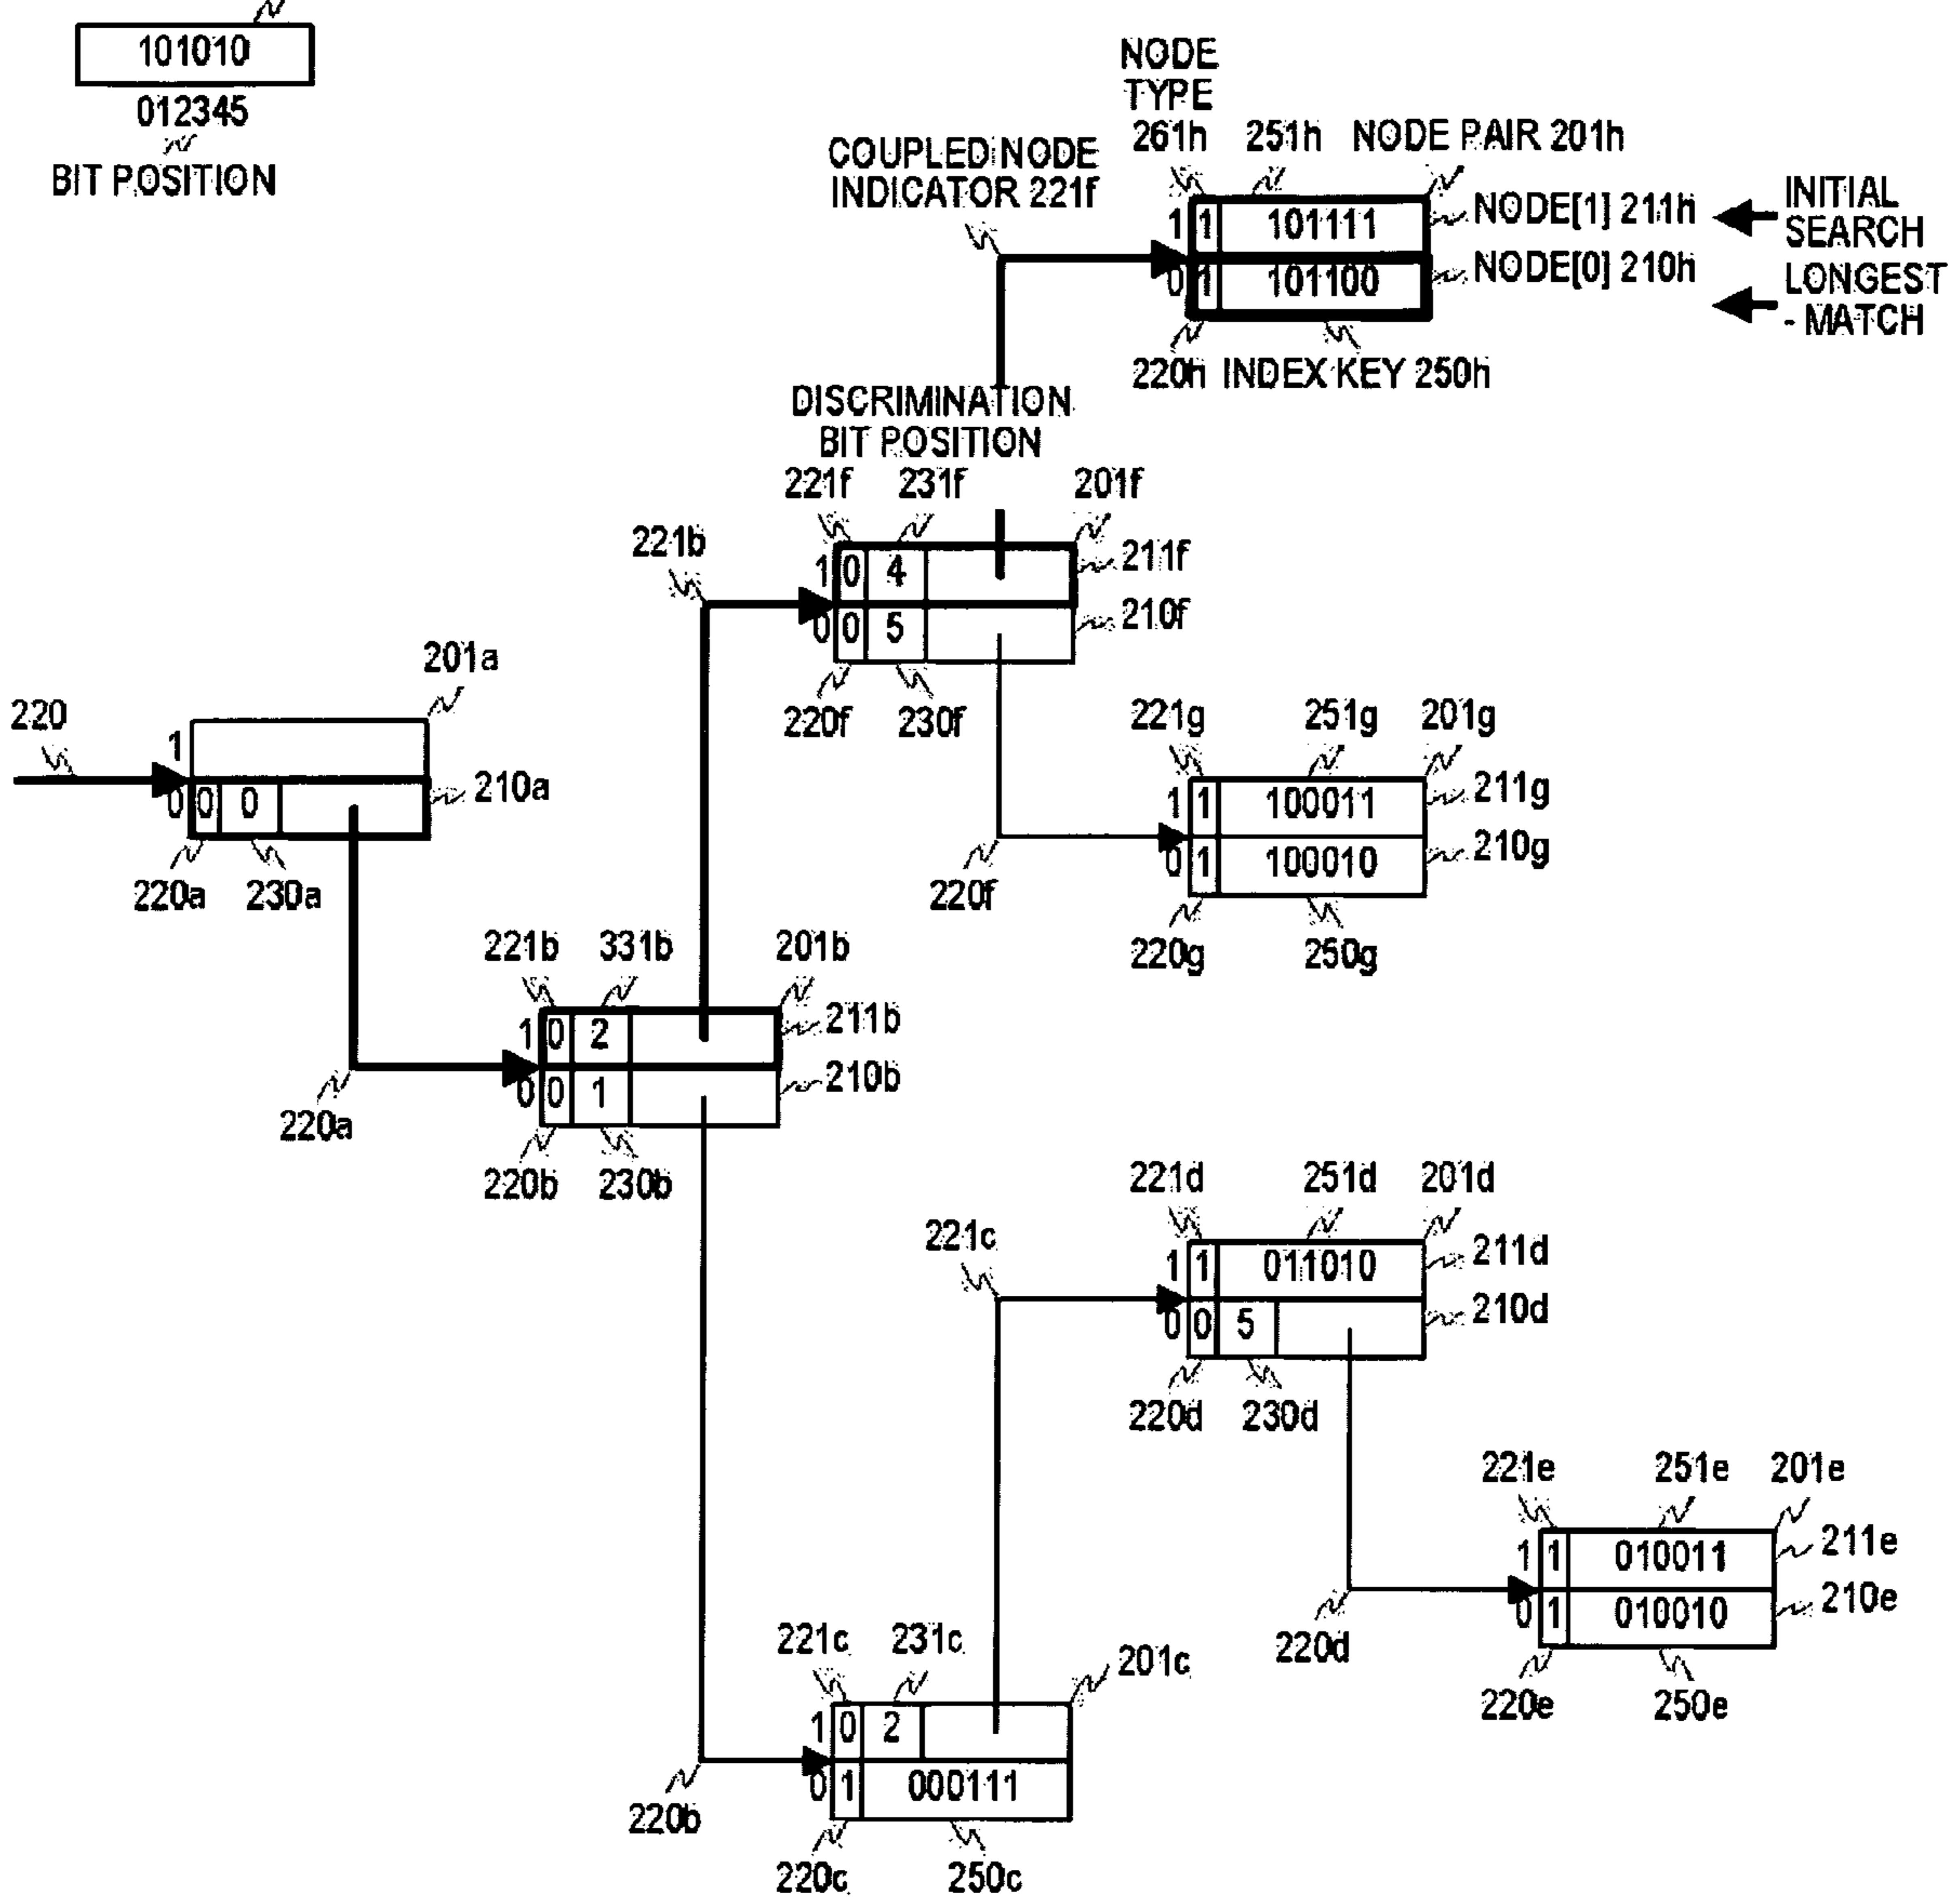 101010
012345
BIT POSITION
NODE
TYPE
261h 251h NODE PAIR 201h
COUPLED NODE
INDICATOR 221f
1 1 101111
NODE[1] 211h
INITIAL
SEARCH
0 1 101100
NODE[0] 210h
LONGEST
- MATCH
220h INDEX KEY 250h
DISCRIMINATION
BIT POSITION
221f 231f 201f
221b
1 0 4
211f
0 0 5
210f
220f 230f
201a
220
1
0 0 0
210a
220a 230a
221g 251g 201g
1 1 100011
211g
0 1 100010
210g
220f
220g 250g
221b 331b 201b
1 0 2
211b
0 0 1
210b
220a
220b 230b
221d 251d 201d
221c
1 1 011010
211d
0 0 5
210d
220d 230d
221e 251e 201e
1 1 010011
211e
0 1 010010
210e
220d
220e 250e
221c 231c 201c
1 0 2
0 1 000111
220b
220c 250c